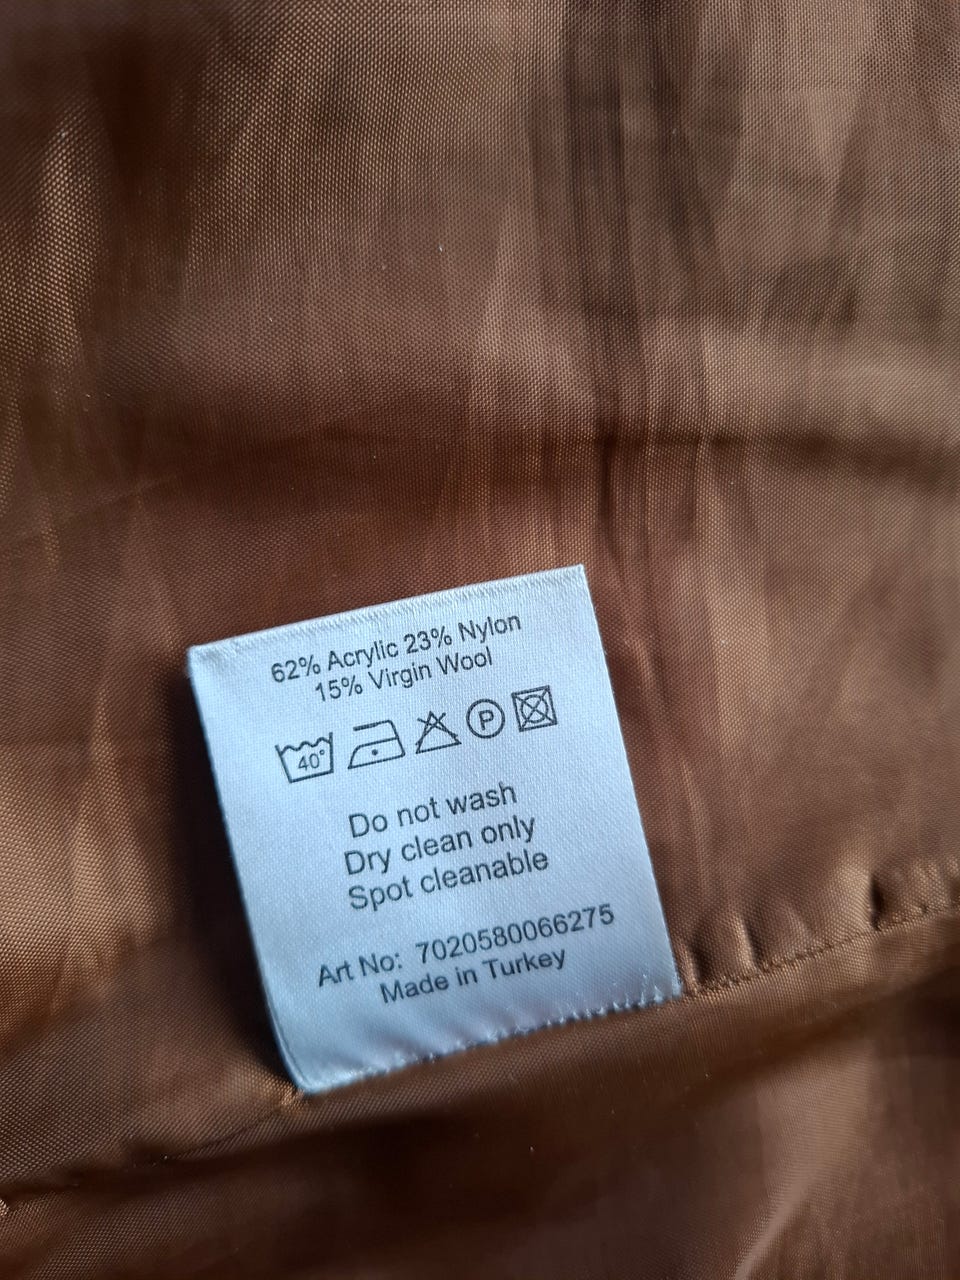 62% Acrylic 23% Nylon
15% Virgin Wool
40° P
Do not wash
Dry clean only
Spot cleanable
Art No: 7020580066275
Made in Turkey